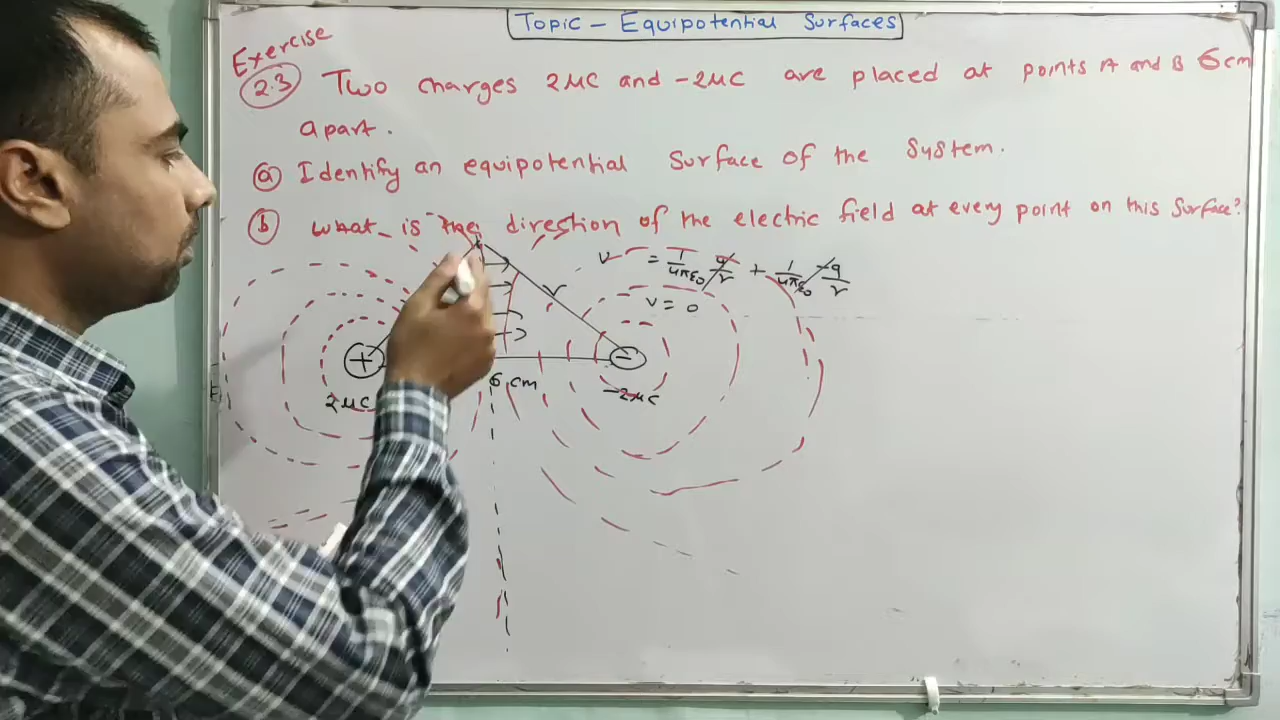 Topic - Equipotential Surfaces
Exercise
2.3 Two charges 2μC and -2μC are placed at points A and B 6cm
apart.
a Identify an equipotential Surface of the System.
b What is the direction of the electric field at every point on this Surface?
V = 1/4πε0 q/r + 1/4πε0 -q/r
V = 0
r
+
−
6 cm
2μC
-2μC